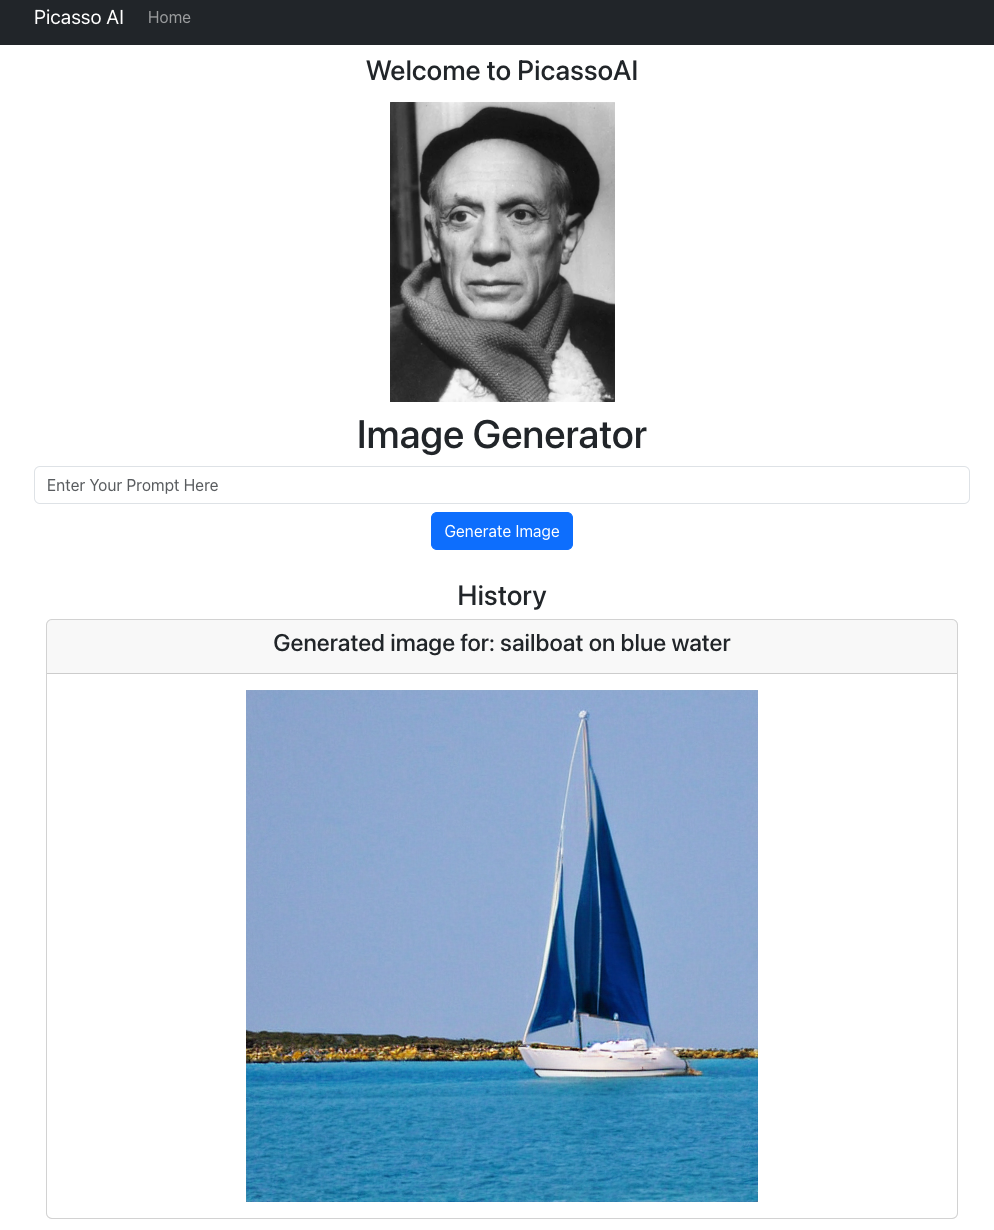 Picasso AI Home
Welcome to PicassoAI
Image Generator
Enter Your Prompt Here
Generate Image
History
Generated image for: sailboat on blue water